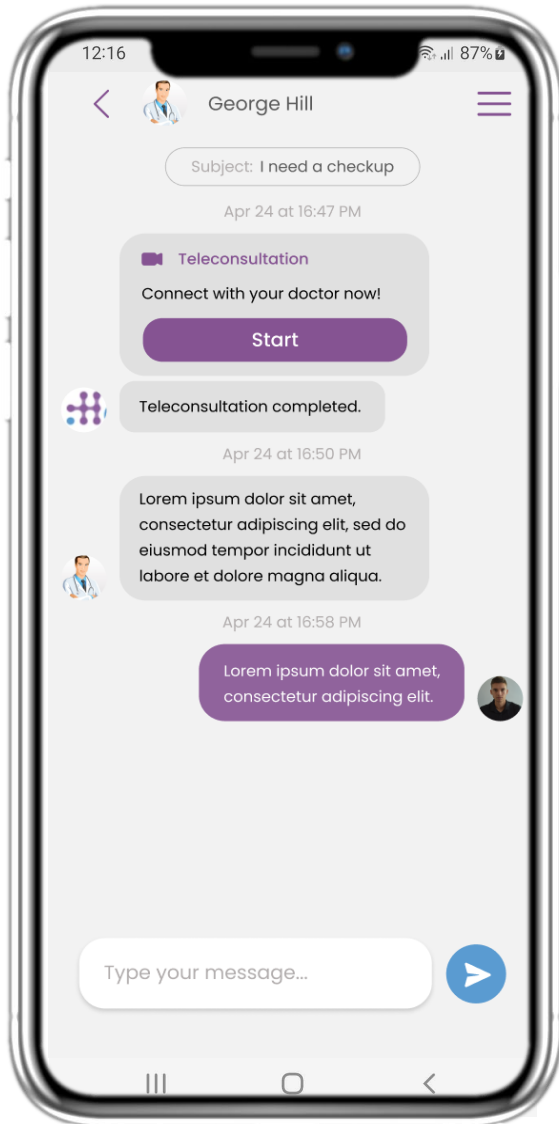 12:16
87%
George Hill
Subject: I need a checkup
Apr 24 at 16:47 PM
Teleconsultation
Connect with your doctor now!
Start
Teleconsultation completed.
Apr 24 at 16:50 PM
Lorem ipsum dolor sit amet,
consectetur adipiscing elit, sed do
eiusmod tempor incididunt ut
labore et dolore magna aliqua.
Apr 24 at 16:58 PM
Lorem ipsum dolor sit amet,
consectetur adipiscing elit.
Type your message...